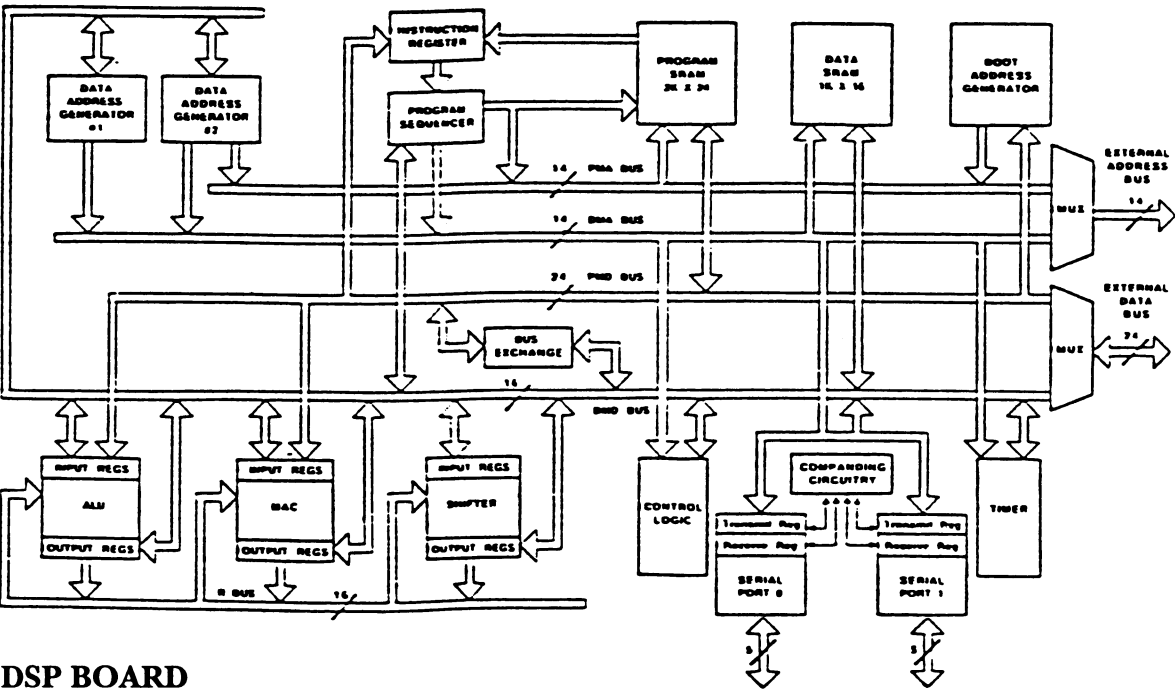 INSTRUCTION
REGISTER
PROGRAM
SRAM
2K X 24
DATA
SRAM
1K X 16
BOOT
ADDRESS
GENERATOR
DATA
ADDRESS
GENERATOR
#1
DATA
ADDRESS
GENERATOR
#2
PROGRAM
SEQUENCER
EXTERNAL
ADDRESS
BUS
14
14 PMA BUS
MUX
14 DMA BUS
24 PMD BUS
EXTERNAL
DATA
BUS
24
BUS
EXCHANGE
MUX
16
DMD BUS
INPUT REGS
ALU
OUTPUT REGS
INPUT REGS
MAC
OUTPUT REGS
INPUT REGS
SHIFTER
OUTPUT REGS
CONTROL
LOGIC
COMPANDING
CIRCUITRY
TIMER
Transmit Reg
Receive Reg
SERIAL
PORT 0
Transmit Reg
Receive Reg
SERIAL
PORT 1
R BUS
16
5
5
DSP BOARD